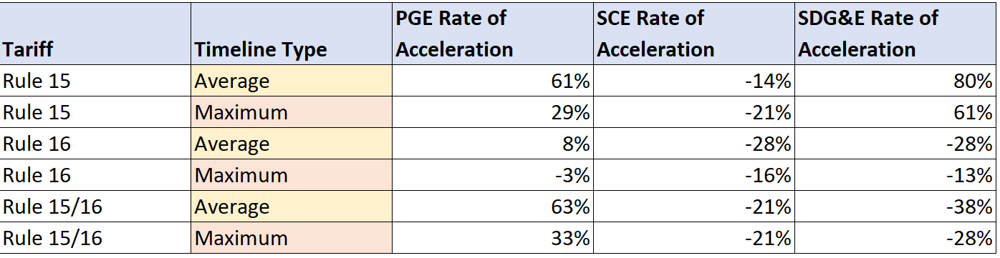 Tariff Timeline Type PGE Rate of Acceleration SCE Rate of Acceleration SDG&E Rate of Acceleration
Rule 15 Average 61% -14% 80%
Rule 15 Maximum 29% -21% 61%
Rule 16 Average 8% -28% -28%
Rule 16 Maximum -3% -16% -13%
Rule 15/16 Average 63% -21% -38%
Rule 15/16 Maximum 33% -21% -28%